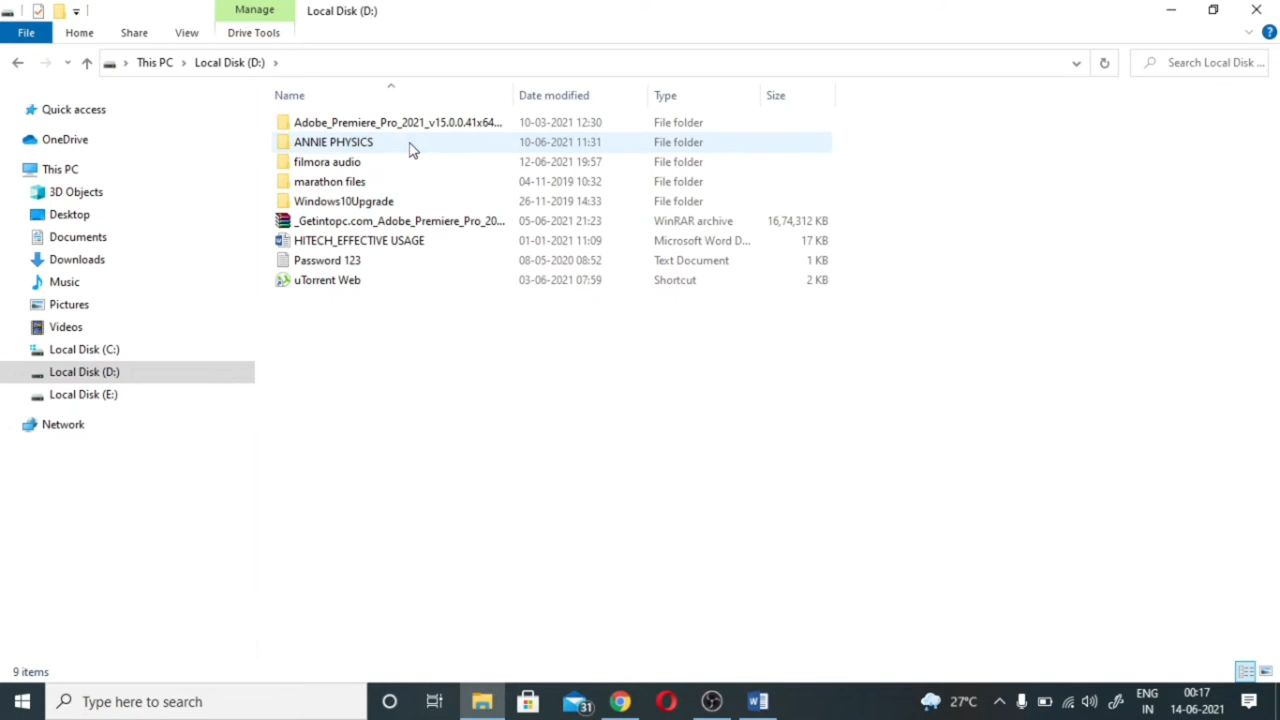 Manage
Local Disk (D:)
File
Home
Share
View
Drive Tools
This PC
Local Disk (D:)
Search Local Disk ...
Name
Date modified
Type
Size
Adobe_Premiere_Pro_2021_v15.0.0.41x64... 10-03-2021 12:30 File folder
ANNIE PHYSICS 10-06-2021 11:31 File folder
filmora audio 12-06-2021 19:57 File folder
marathon files 04-11-2019 10:32 File folder
Windows10Upgrade 26-11-2019 14:33 File folder
_Getintopc.com_Adobe_Premiere_Pro_20... 05-06-2021 21:23 WinRAR archive 16,74,312 KB
HITECH_EFFECTIVE USAGE 01-01-2021 11:09 Microsoft Word D... 17 KB
Password 123 08-05-2020 08:52 Text Document 1 KB
uTorrent Web 03-06-2021 07:59 Shortcut 2 KB
Quick access
OneDrive
This PC
3D Objects
Desktop
Documents
Downloads
Music
Pictures
Videos
Local Disk (C:)
Local Disk (D:)
Local Disk (E:)
Network
9 items
Type here to search
31
27°C
ENG
IN
00:17
14-06-2021